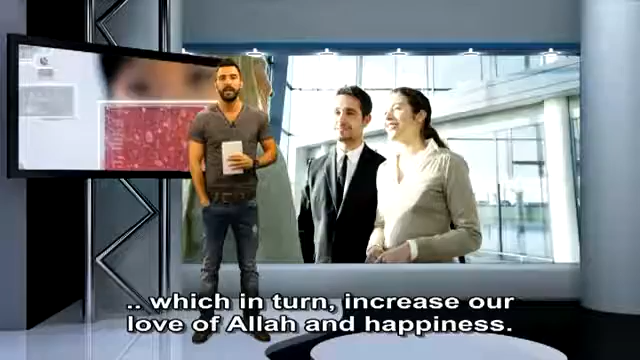 .. which in turn, increase our
love of Allah and happiness.